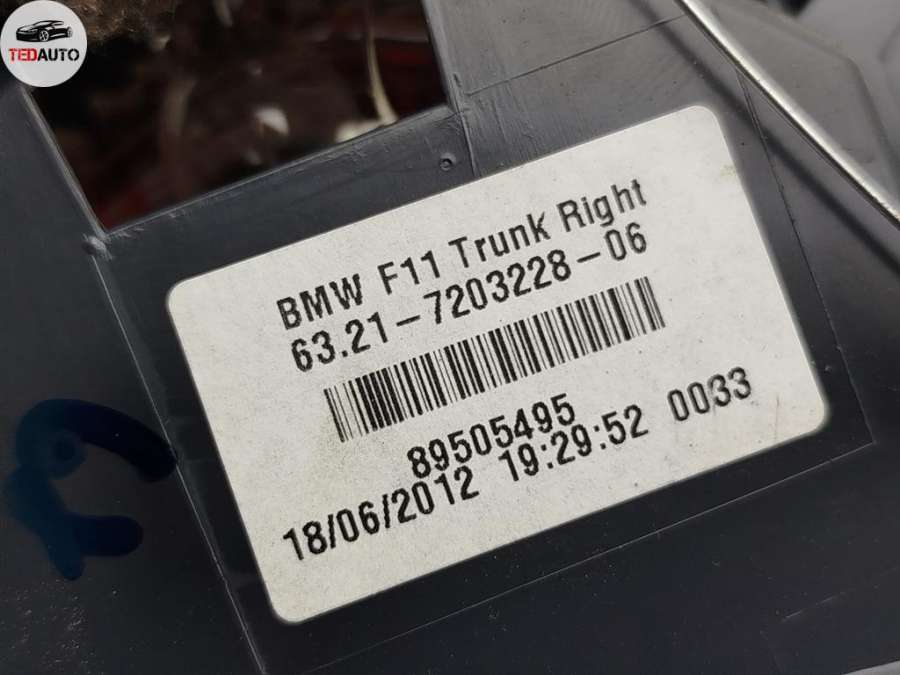 TEDAUTO
BMW F11 Trunk Right
63.21-7203228-06
89505495
18/06/2012 19:29:52 0033